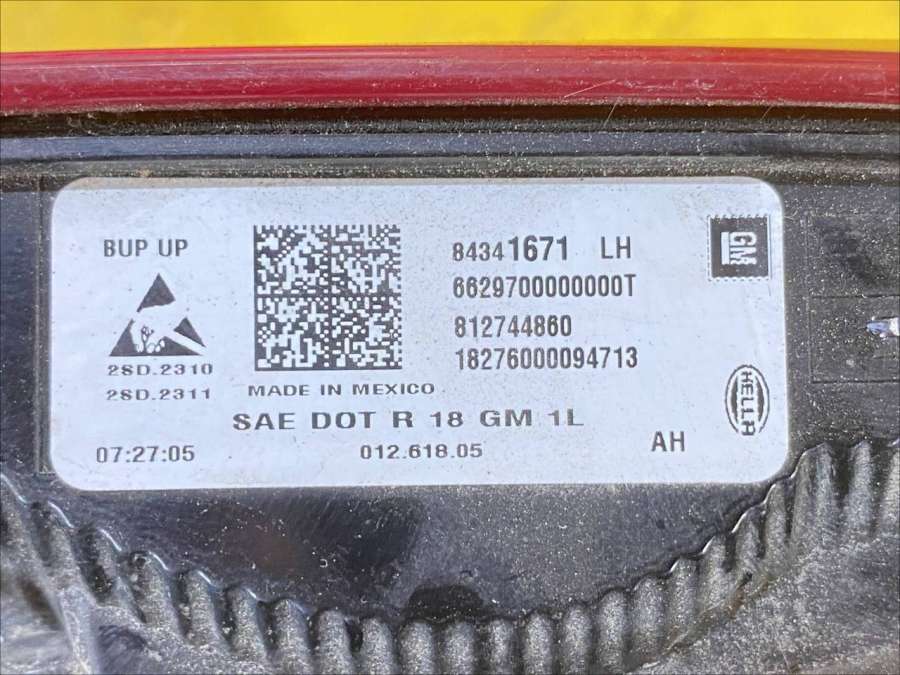 BUP UP
84341671 LH
GM
6629700000000T
812744860
18276000094713
2SD.2310
2SD.2311
MADE IN MEXICO
HELLA
SAE DOT R 18 GM 1L
07:27:05
012.618.05
AH